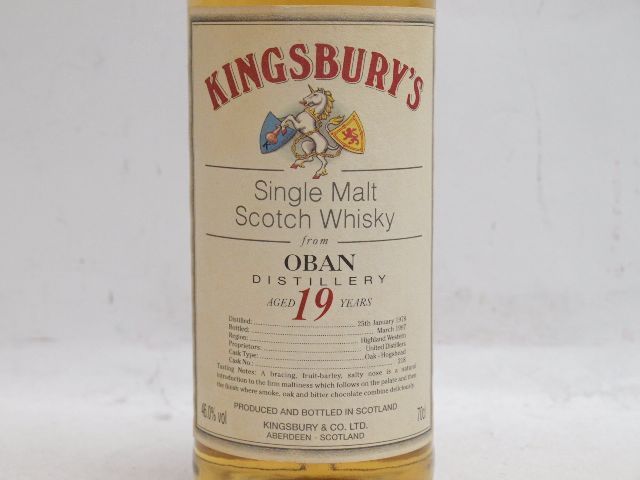 KINGSBURY'S
Single Malt
Scotch Whisky
from
OBAN
DISTILLERY
AGED 19 YEARS
Distilled: 25th January 1978
Bottled: March 1997
Region: Highland Western
Proprietors: United Distillers
Cask Type: Oak - Hogshead
Cask No.:
Tasting Notes: A bracing, fruit-barley, salty nose is a natural
introduction to the firm maltiness which follows on the palate and then
the finish where smoke, oak and bitter chocolate combine deliciously.
PRODUCED AND BOTTLED IN SCOTLAND
46.0% vol
70cl
KINGSBURY & CO. LTD.
ABERDEEN - SCOTLAND